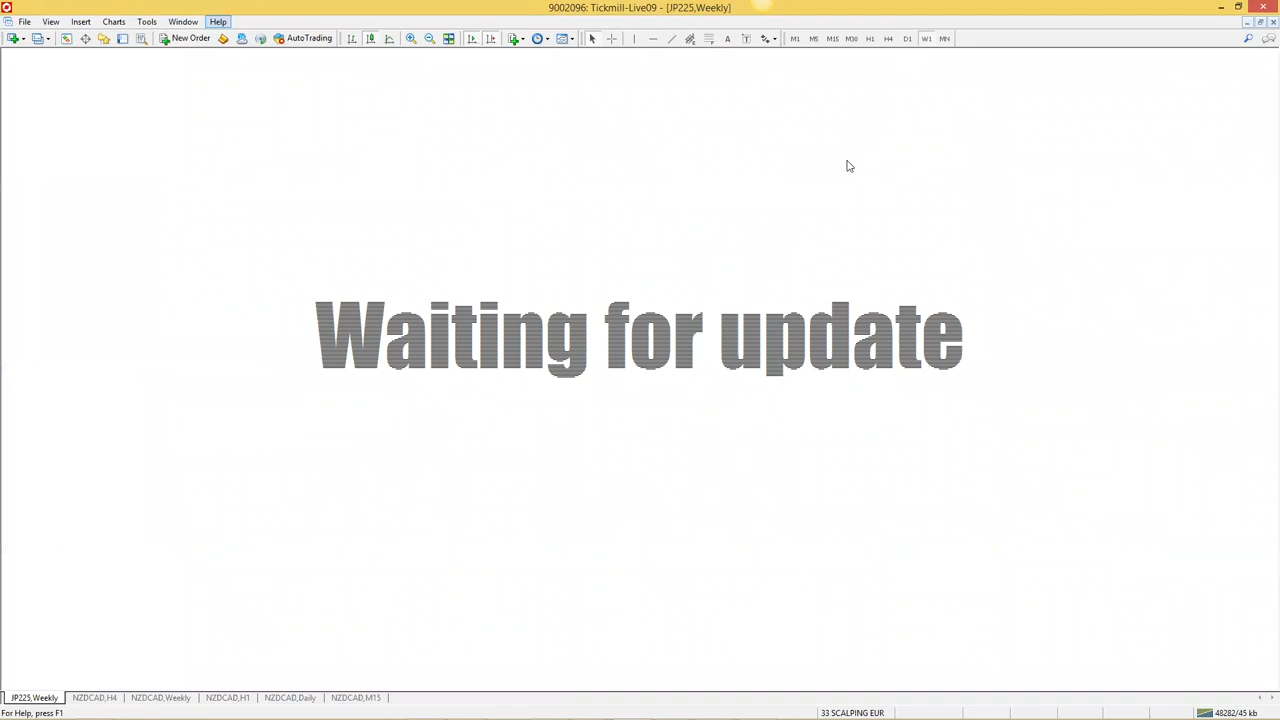 9002096: Tickmill-Live09 - [JP225,Weekly]
File View Insert Charts Tools Window Help
New Order AutoTrading A T M1 M5 M15 M30 H1 H4 D1 W1 MN
Waiting for update
JP225,Weekly NZDCAD,H4 NZDCAD,Weekly NZDCAD,H1 NZDCAD,Daily NZDCAD,M15
For Help, press F1 33 SCALPING EUR 48282/45 kb